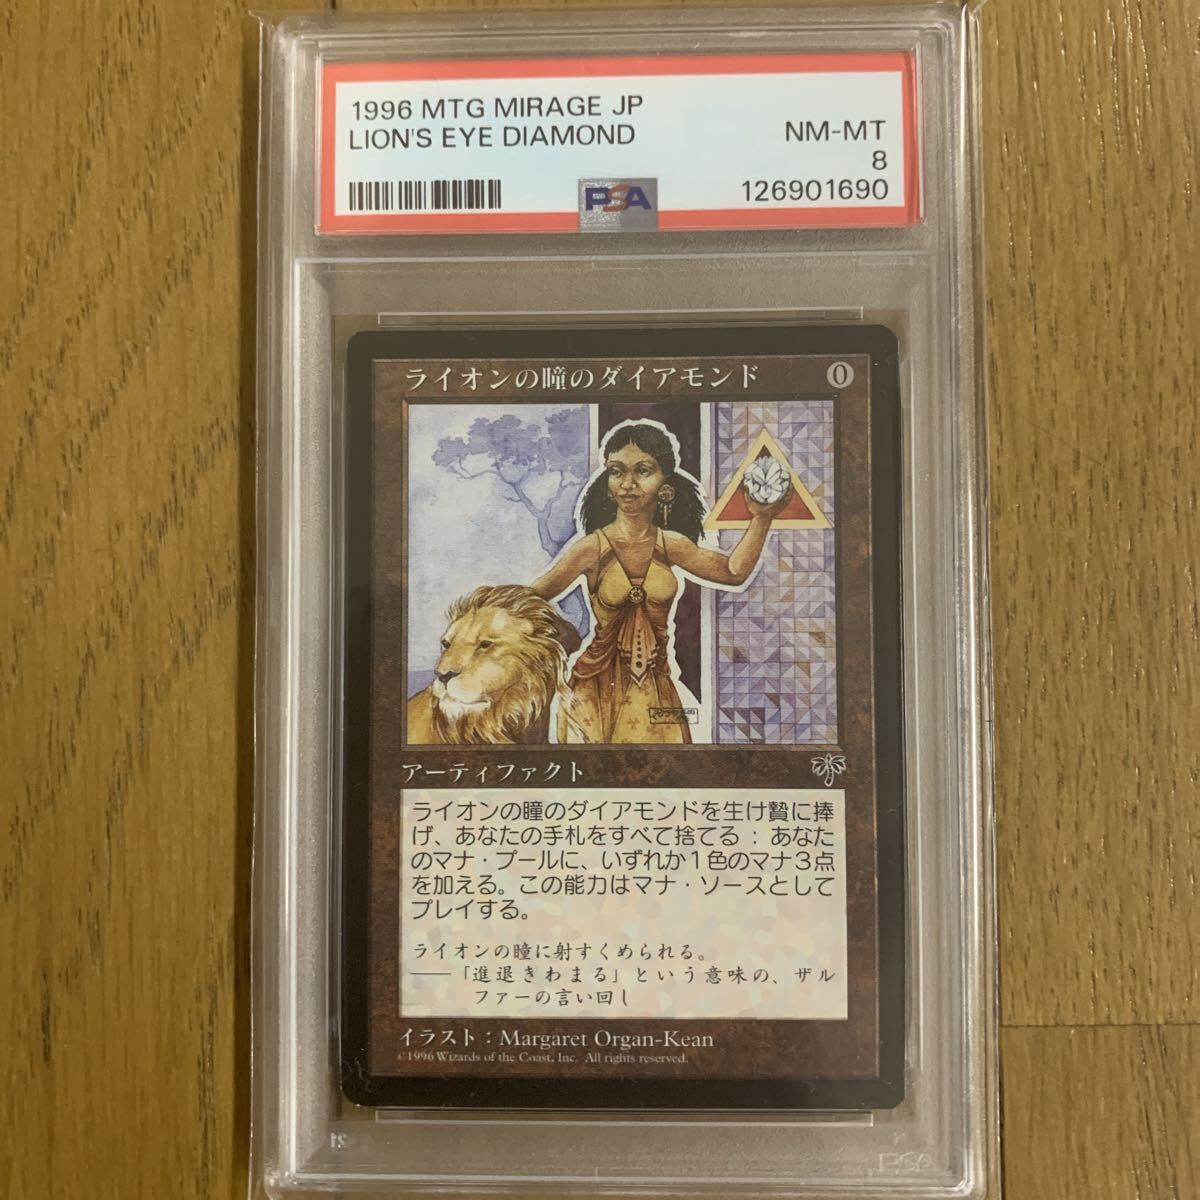 1996 MTG MIRAGE JP
LION'S EYE DIAMOND
NM-MT
8
PSA
126901690
ライオンの瞳のダイアモンド
0
アーティファクト
ライオンの瞳のダイアモンドを生け贄に捧
げ、あなたの手札をすべて捨てる：あなた
のマナ・プールに、いずれか１色のマナ３点
を加える。この能力はマナ・ソースとして
プレイする。
ライオンの瞳に射すくめられる。
――「進退きわまる」という意味の、ザル
ファーの言い回し
イラスト：Margaret Organ-Kean
©1996 Wizards of the Coast, Inc. All rights reserved.
PSA